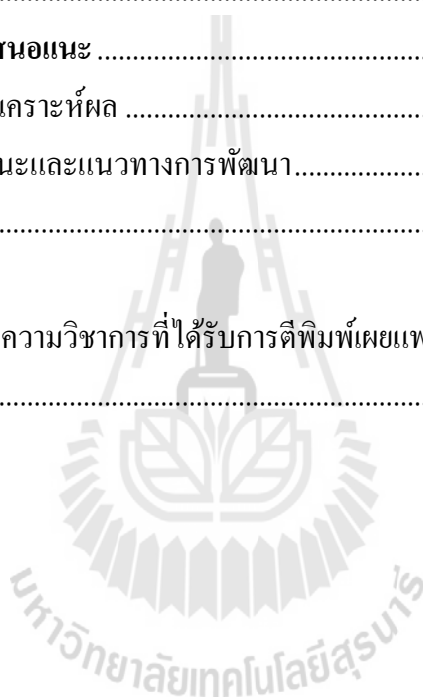 ....................................................................
สนอแนะ ....................................................
เคราะห์ผล ................................................
นะและแนวทางการพัฒนา...................
....................................................................
ความวิชาการที่ได้รับการตีพิมพ์เผยแพ
....................................................................
มหาวิทยาลัยเทคโนโลยีสุรนารี